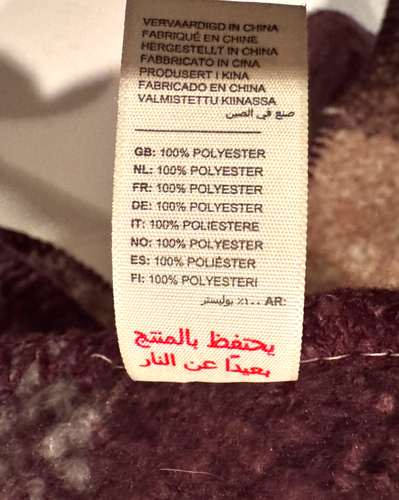 VERVAARDIGD IN CHINA
FABRIQUÉ EN CHINE
HERGESTELLT IN CHINA
FABBRICATO IN CINA
PRODUSERT I KINA
FABRICADO EN CHINA
VALMISTETTU KIINASSA
صنع في الصين
GB: 100% POLYESTER
NL: 100% POLYESTER
FR: 100% POLYESTER
DE: 100% POLYESTER
IT: 100% POLIESTERE
NO: 100% POLYESTER
ES: 100% POLIÉSTER
FI: 100% POLYESTERI
AR: ١٠٠٪ بوليستر
يحتفظ بالمنتج
بعيدًا عن النار